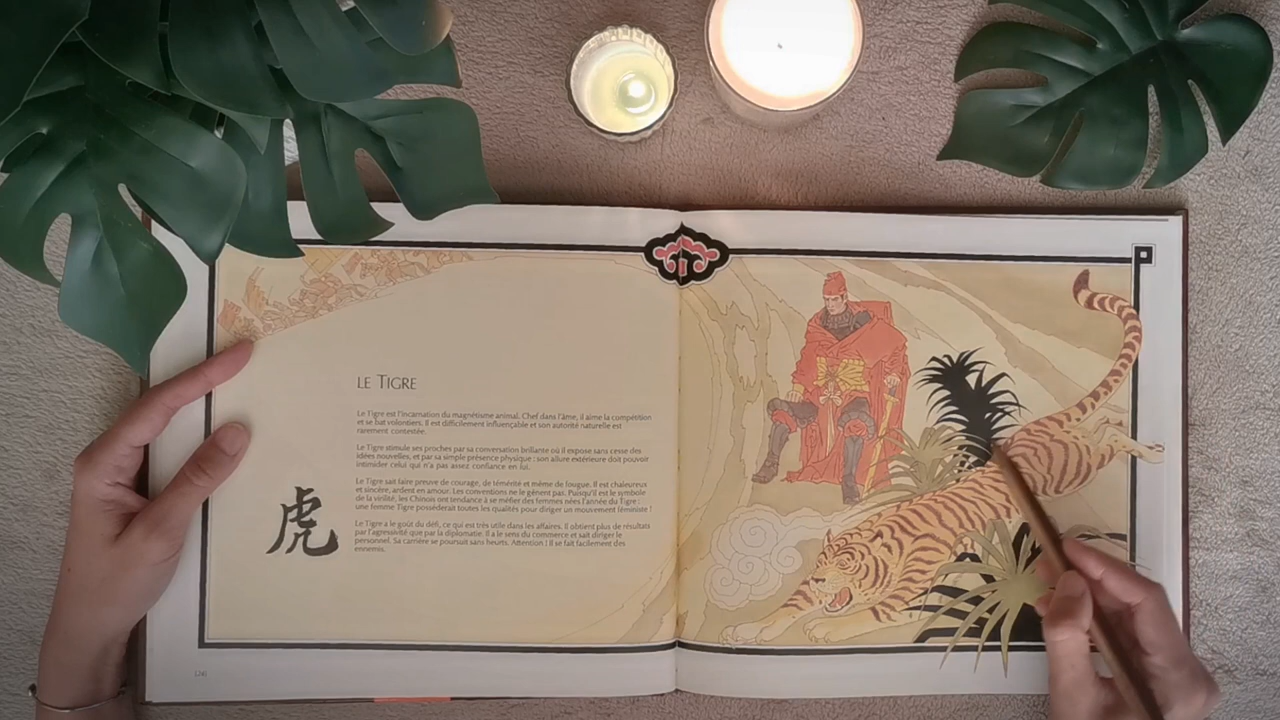 LE TIGRE
Le Tigre est l'incarnation du magnétisme animal. Chef dans l'âme, il aime la compétition
et se bat volontiers. Il est difficilement influençable et son autorité naturelle est
rarement contestée.
Le Tigre stimule ses proches par sa conversation brillante où il expose sans cesse des
idées nouvelles, et par sa simple présence physique : son allure extérieure doit pouvoir
intimider celui qui n'a pas assez confiance en lui.
Le Tigre sait faire preuve de courage, de témérité et même de fougue. Il est chaleureux
et sincère, ardent en amour. Les conventions ne le gênent pas. Puisqu'il est le symbole
de la virilité, les Chinois ont tendance à se méfier des femmes nées l'année du Tigre :
une femme Tigre posséderait toutes les qualités pour diriger un mouvement féministe !
Le Tigre a le goût du défi, ce qui est très utile dans les affaires. Il obtient plus de résultats
par l'agressivité que par la diplomatie. Il a le sens du commerce et sait diriger le
personnel. Sa carrière se poursuit sans heurts. Attention ! Il se fait facilement des
ennemis.
虎